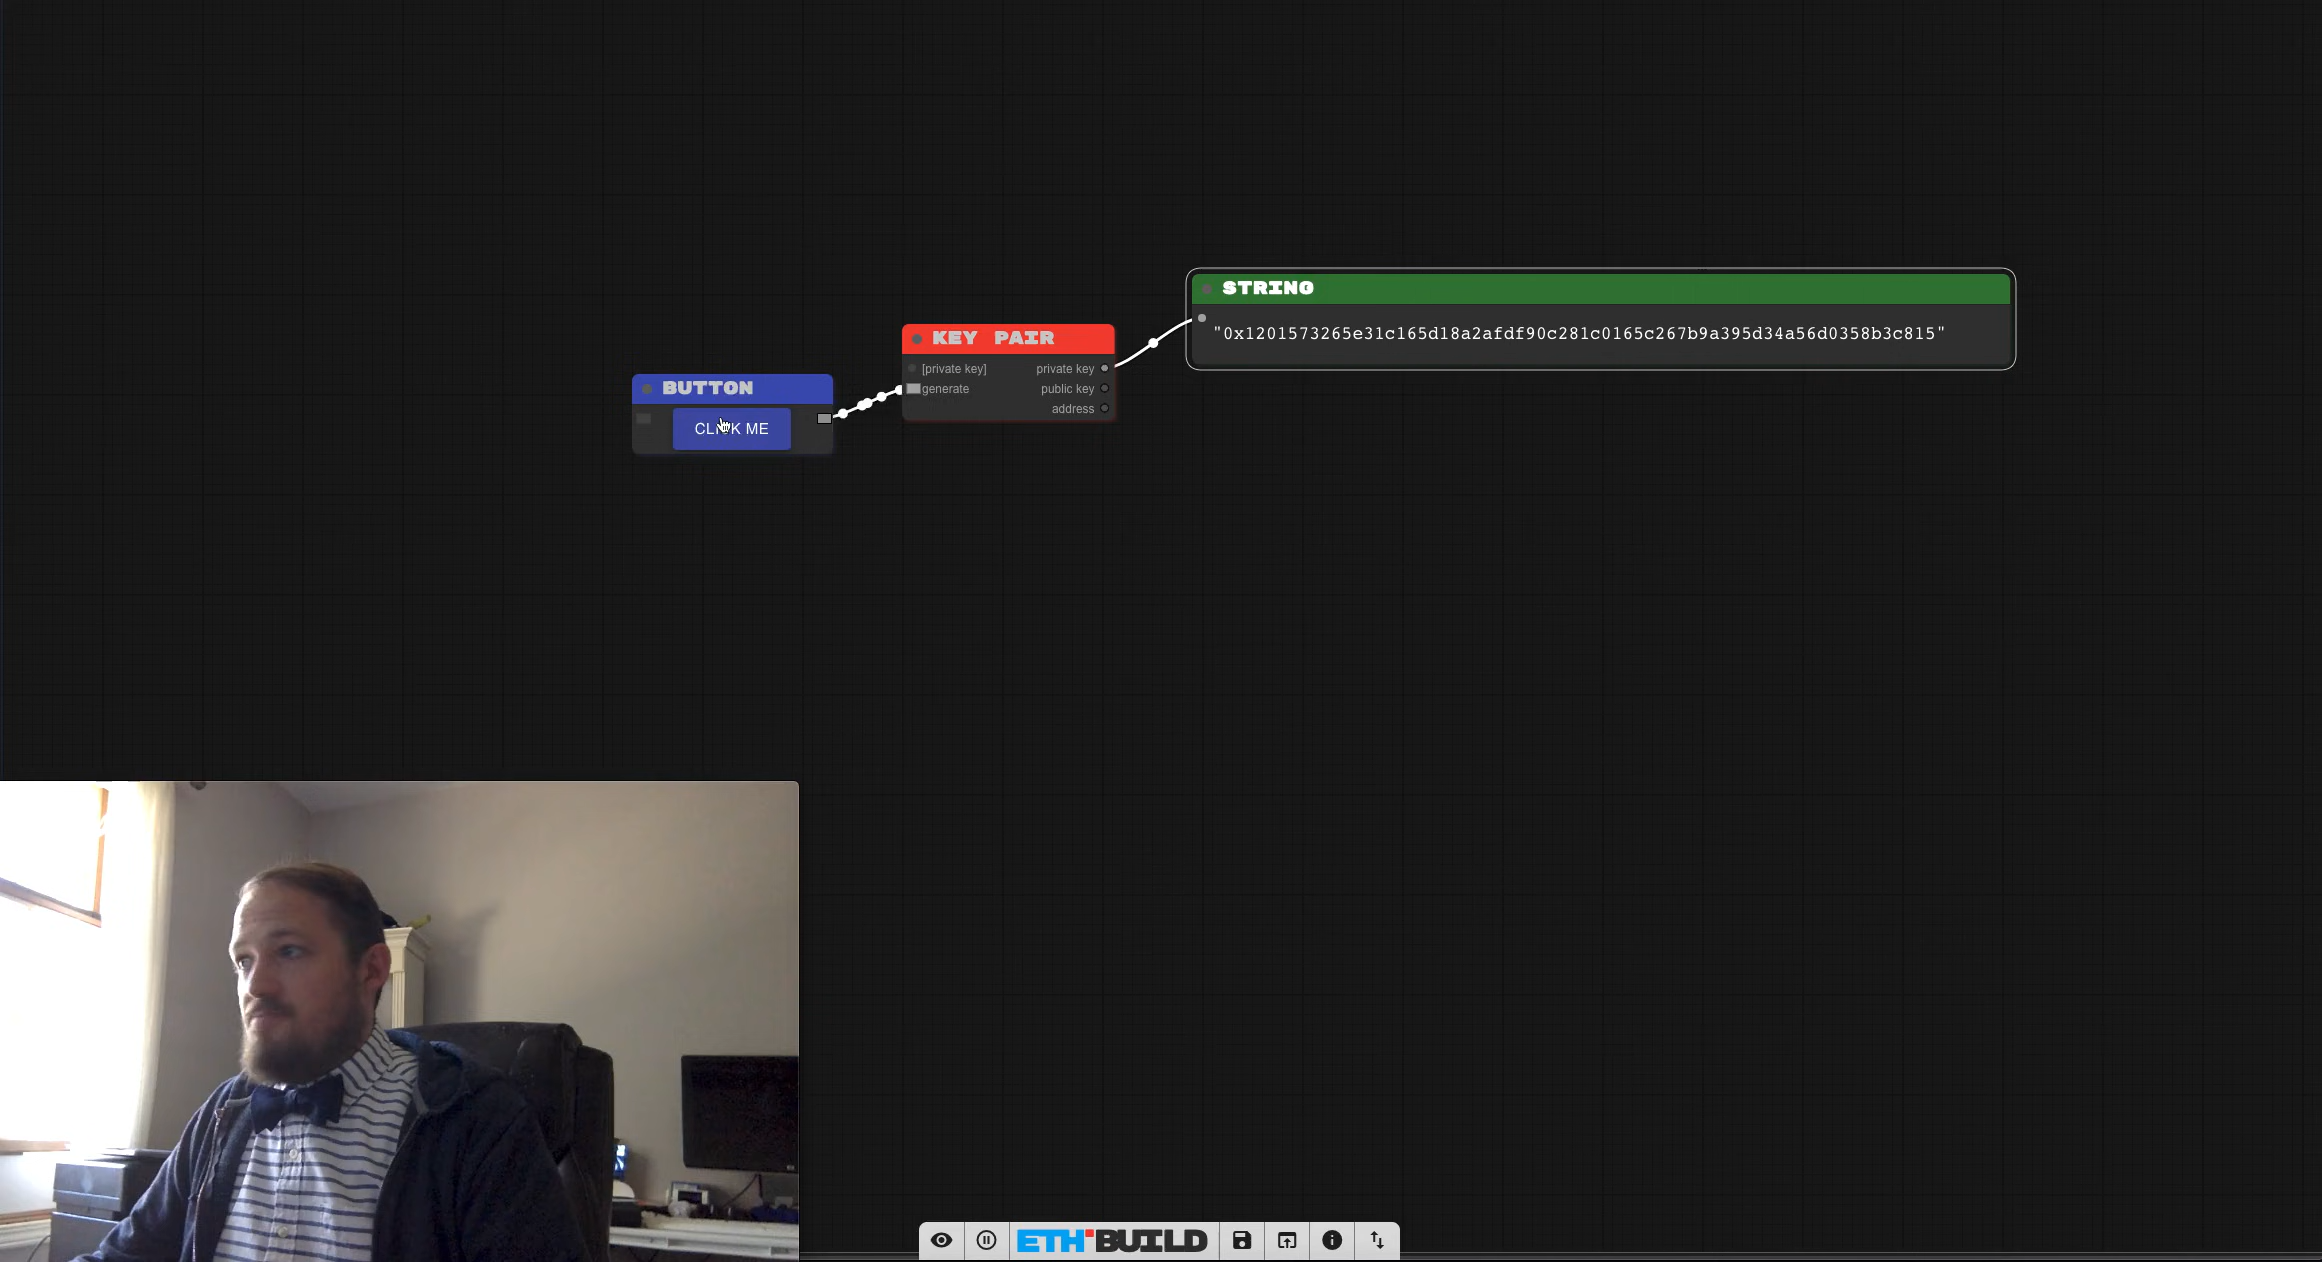 STRING
"0x1201573265e31c165d18a2afdf90c281c0165c267b9a395d34a56d0358b3c815"
KEY PAIR
[private key] private key
generate public key
address
BUTTON
CLICK ME
ETH.BUILD